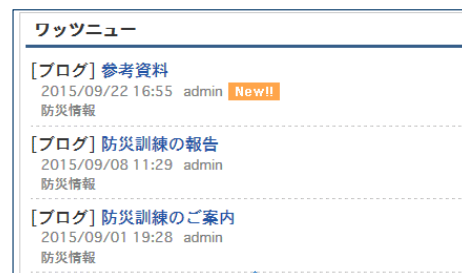 ワッツニュー
[ブログ] 参考資料
2015/09/22 16:55 admin New!!
防災情報
[ブログ] 防災訓練の報告
2015/09/08 11:29 admin
防災情報
[ブログ] 防災訓練のご案内
2015/09/01 19:28 admin
防災情報